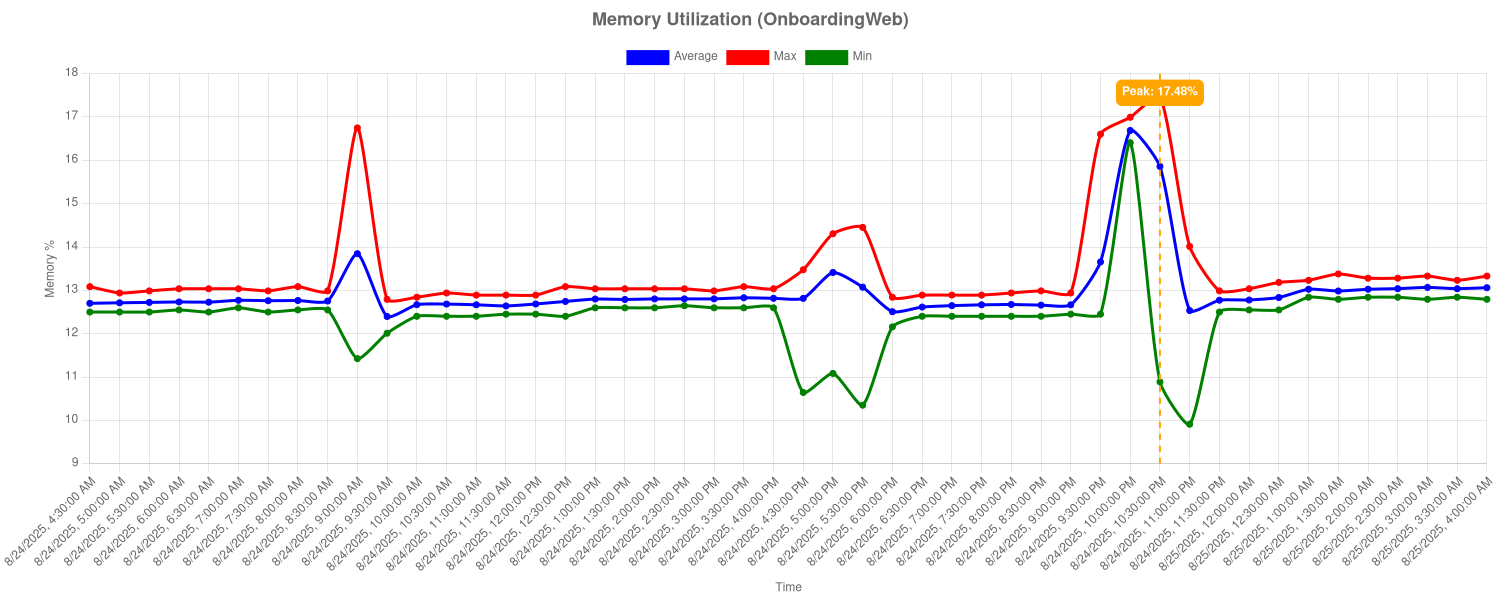 Memory Utilization (OnboardingWeb)
Average Max Min
Peak: 17.48%
18
17
16
15
14
13
12
11
10
9
Memory %
8/24/2025, 4:30:00 AM
8/24/2025, 5:00:00 AM
8/24/2025, 5:30:00 AM
8/24/2025, 6:00:00 AM
8/24/2025, 6:30:00 AM
8/24/2025, 7:00:00 AM
8/24/2025, 7:30:00 AM
8/24/2025, 8:00:00 AM
8/24/2025, 8:30:00 AM
8/24/2025, 9:00:00 AM
8/24/2025, 9:30:00 AM
8/24/2025, 10:00:00 AM
8/24/2025, 10:30:00 AM
8/24/2025, 11:00:00 AM
8/24/2025, 11:30:00 AM
8/24/2025, 12:00:00 PM
8/24/2025, 12:30:00 PM
8/24/2025, 1:00:00 PM
8/24/2025, 1:30:00 PM
8/24/2025, 2:00:00 PM
8/24/2025, 2:30:00 PM
8/24/2025, 3:00:00 PM
8/24/2025, 3:30:00 PM
8/24/2025, 4:00:00 PM
8/24/2025, 4:30:00 PM
8/24/2025, 5:00:00 PM
8/24/2025, 5:30:00 PM
8/24/2025, 6:00:00 PM
8/24/2025, 6:30:00 PM
8/24/2025, 7:00:00 PM
8/24/2025, 7:30:00 PM
8/24/2025, 8:00:00 PM
8/24/2025, 8:30:00 PM
8/24/2025, 9:00:00 PM
8/24/2025, 9:30:00 PM
8/24/2025, 10:00:00 PM
8/24/2025, 10:30:00 PM
8/24/2025, 11:00:00 PM
8/24/2025, 11:30:00 PM
8/25/2025, 12:00:00 AM
8/25/2025, 12:30:00 AM
8/25/2025, 1:00:00 AM
8/25/2025, 1:30:00 AM
8/25/2025, 2:00:00 AM
8/25/2025, 2:30:00 AM
8/25/2025, 3:00:00 AM
8/25/2025, 3:30:00 AM
8/25/2025, 4:00:00 AM
Time